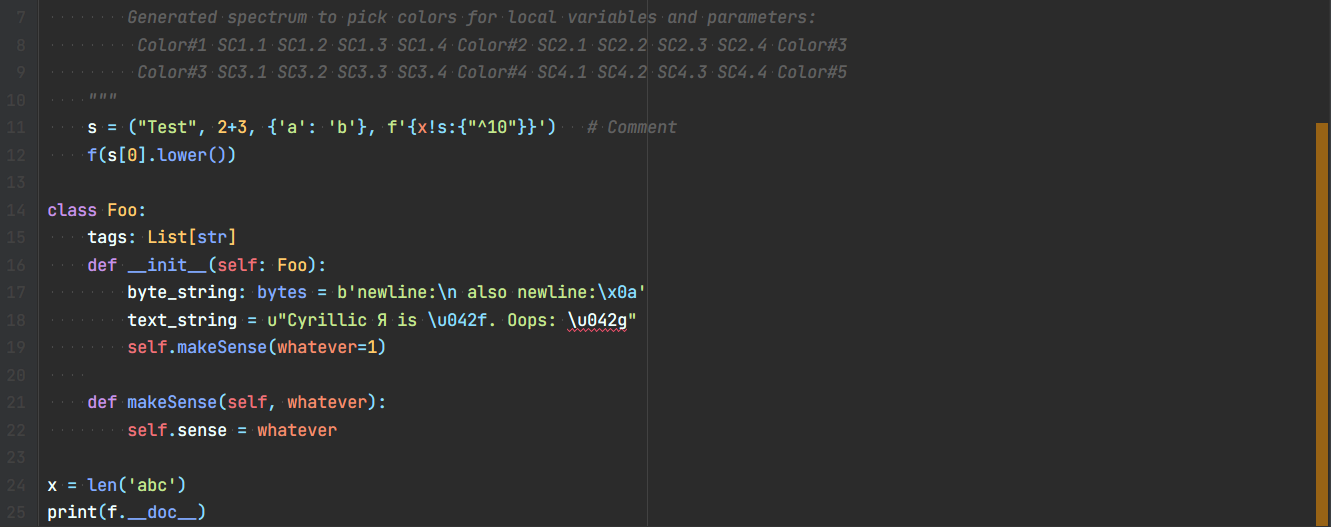 7 Generated spectrum to pick colors for local variables and parameters:
8 Color#1 SC1.1 SC1.2 SC1.3 SC1.4 Color#2 SC2.1 SC2.2 SC2.3 SC2.4 Color#3
9 Color#3 SC3.1 SC3.2 SC3.3 SC3.4 Color#4 SC4.1 SC4.2 SC4.3 SC4.4 Color#5
10 """
11 s = ("Test", 2+3, {'a': 'b'}, f'{x!s:{"^10"}}') # Comment
12 f(s[0].lower())
13
14 class Foo:
15 tags: List[str]
16 def __init__(self: Foo):
17 byte_string: bytes = b'newline:\n also newline:\x0a'
18 text_string = u"Cyrillic Я is \u042f. Oops: \u042g"
19 self.makeSense(whatever=1)
20
21 def makeSense(self, whatever):
22 self.sense = whatever
23
24 x = len('abc')
25 print(f.__doc__)